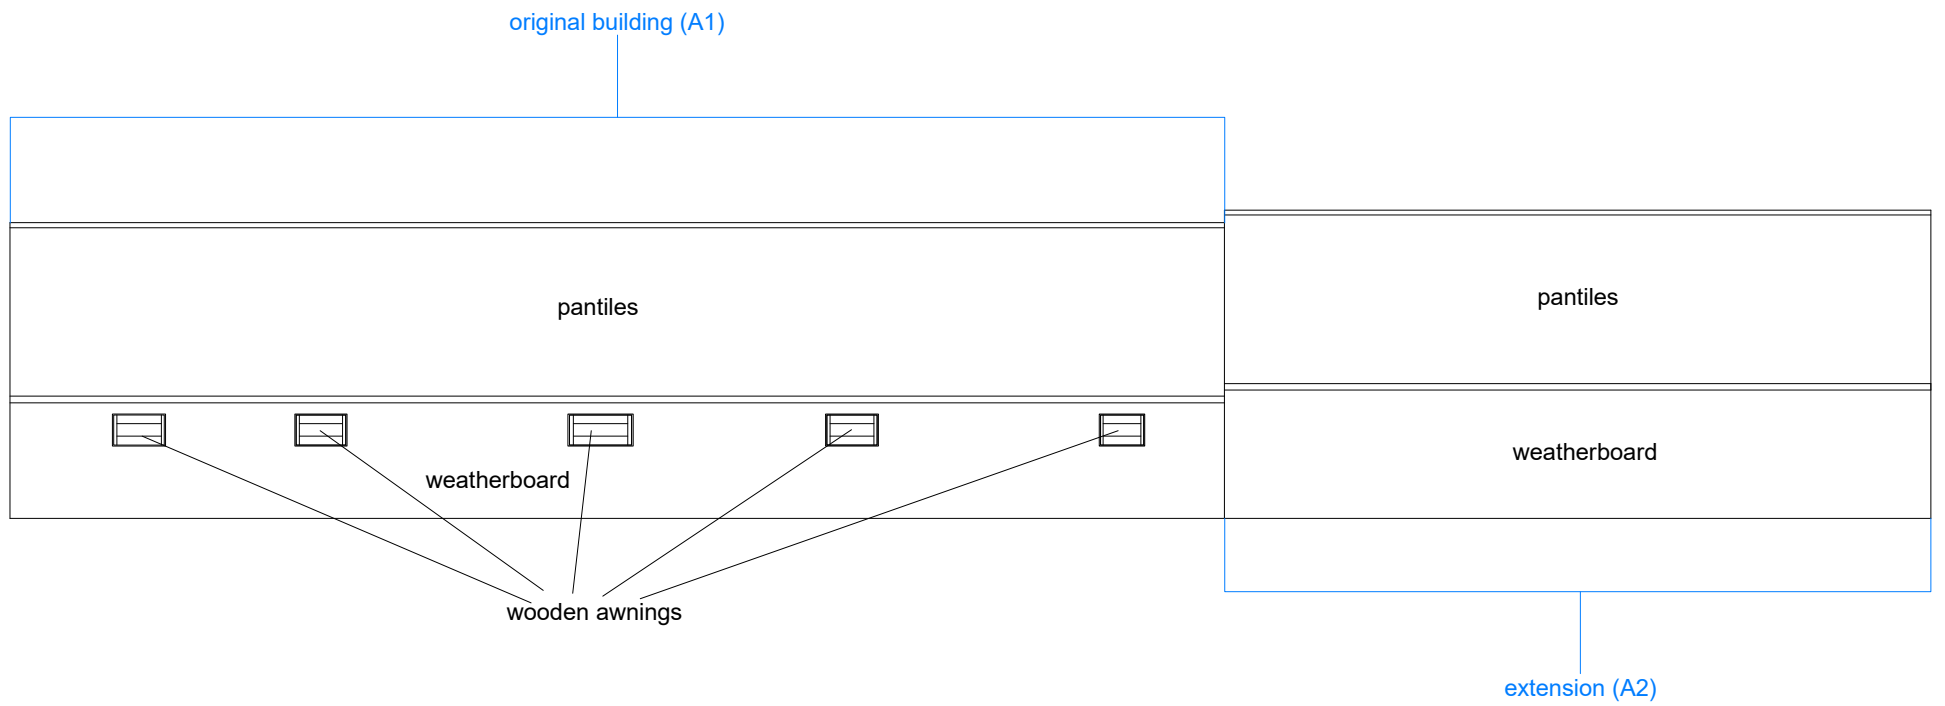 original building (A1)
pantiles
pantiles
weatherboard
weatherboard
wooden awnings
extension (A2)